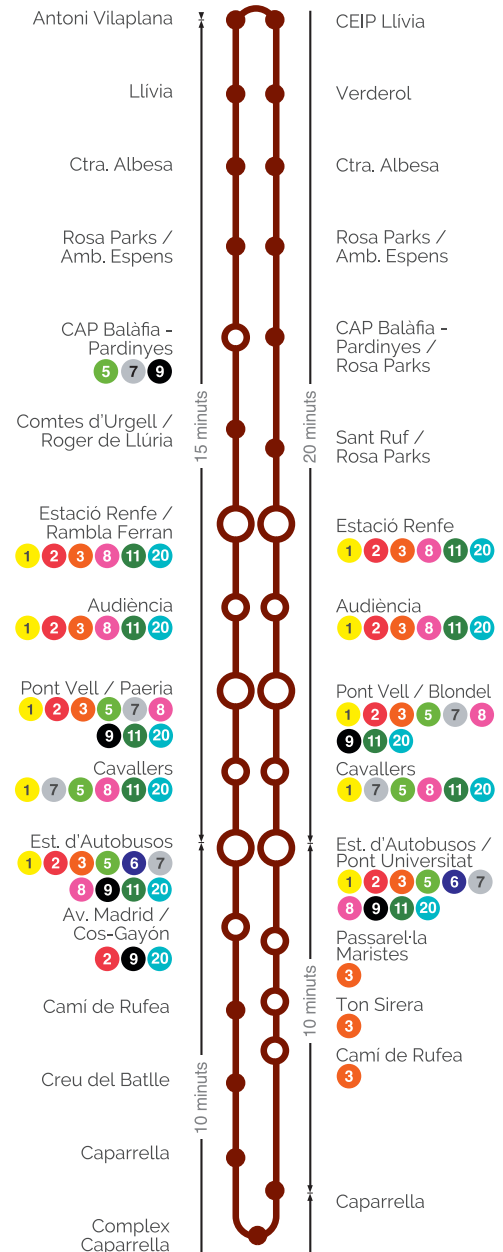 Antoni Vilaplana
Llívia
Ctra. Albesa
Rosa Parks /
Amb. Espens
CAP Balàfia -
Pardinyes
5 7 9
Comtes d'Urgell /
Roger de Llúria
Estació Renfe /
Rambla Ferran
1 2 3 8 11 20
Audiència
1 2 3 8 11 20
Pont Vell / Paeria
1 2 3 5 7 8
9 11 20
Cavallers
1 7 5 8 11 20
Est. d'Autobusos
1 2 3 5 6 7
8 9 11 20
Av. Madrid /
Cos-Gayón
2 9 20
Camí de Rufea
Creu del Batlle
Caparrella
Complex
Caparrella
15 minuts
10 minuts
20 minuts
10 minuts
CEIP Llívia
Verderol
Ctra. Albesa
Rosa Parks /
Amb. Espens
CAP Balàfia -
Pardinyes /
Rosa Parks
Sant Ruf /
Rosa Parks
Estació Renfe
1 2 3 8 11 20
Audiència
1 2 3 8 11 20
Pont Vell / Blondel
1 2 3 5 7 8
9 11 20
Cavallers
1 7 5 8 11 20
Est. d'Autobusos /
Pont Universitat
1 2 3 5 6 7
8 9 11 20
Passarel·la
Maristes
3
Ton Sirera
3
Camí de Rufea
3
Caparrella